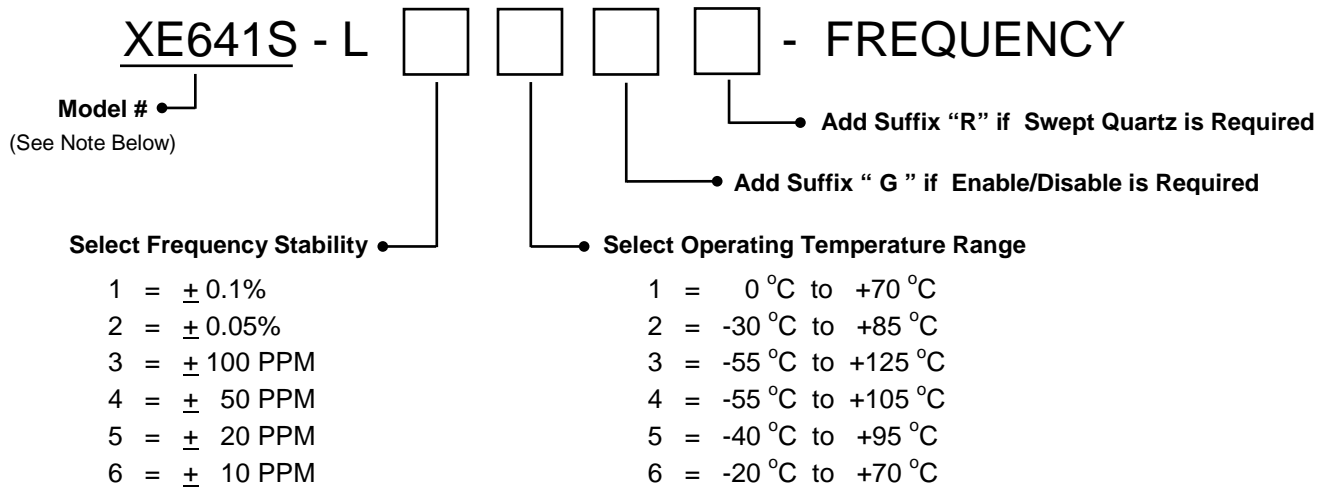 XE641S - L - FREQUENCY
Model #
(See Note Below)
Add Suffix “R” if Swept Quartz is Required
Add Suffix “ G ” if Enable/Disable is Required
Select Frequency Stability
1 = ± 0.1%
2 = ± 0.05%
3 = ± 100 PPM
4 = ± 50 PPM
5 = ± 20 PPM
6 = ± 10 PPM
Select Operating Temperature Range
1 = 0 °C to +70 °C
2 = -30 °C to +85 °C
3 = -55 °C to +125 °C
4 = -55 °C to +105 °C
5 = -40 °C to +95 °C
6 = -20 °C to +70 °C